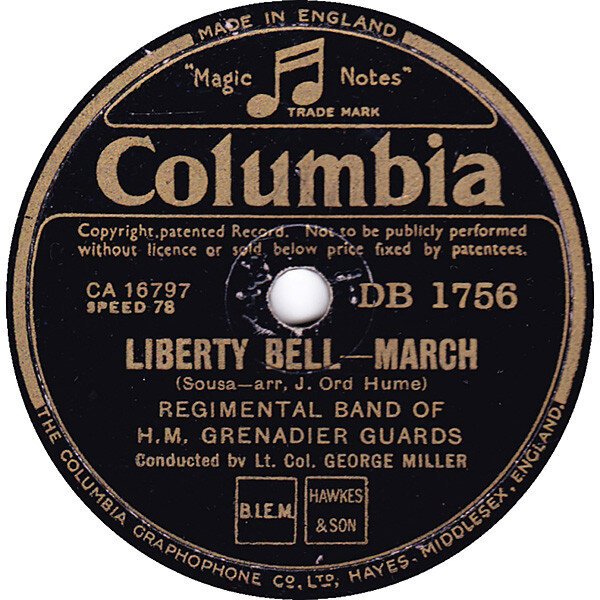 MADE IN ENGLAND
"Magic Notes"
TRADE MARK
Columbia
Copyright, patented Record. Not to be publicly performed
without licence or sold below price fixed by patentees.
CA 16797
SPEED 78
DB 1756
LIBERTY BELL—MARCH
(Sousa—arr. J. Ord Hume)
REGIMENTAL BAND OF
H.M. GRENADIER GUARDS
Conducted by Lt. Col. GEORGE MILLER
B.I.E.M.
HAWKES
& SON
THE COLUMBIA GRAPHOPHONE CO. LTD; HAYES, MIDDLESEX, ENGLAND.